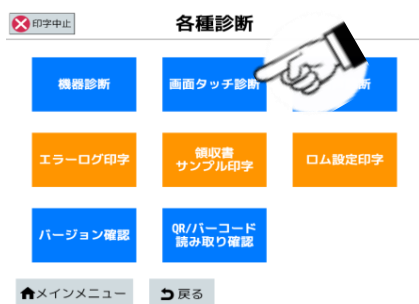 印字中止
各種診断
機器診断
画面タッチ診断
断
エラーログ印字
領収書
サンプル印字
ロム設定印字
バージョン確認
QR/バーコード
読み取り確認
メインメニュー
戻る